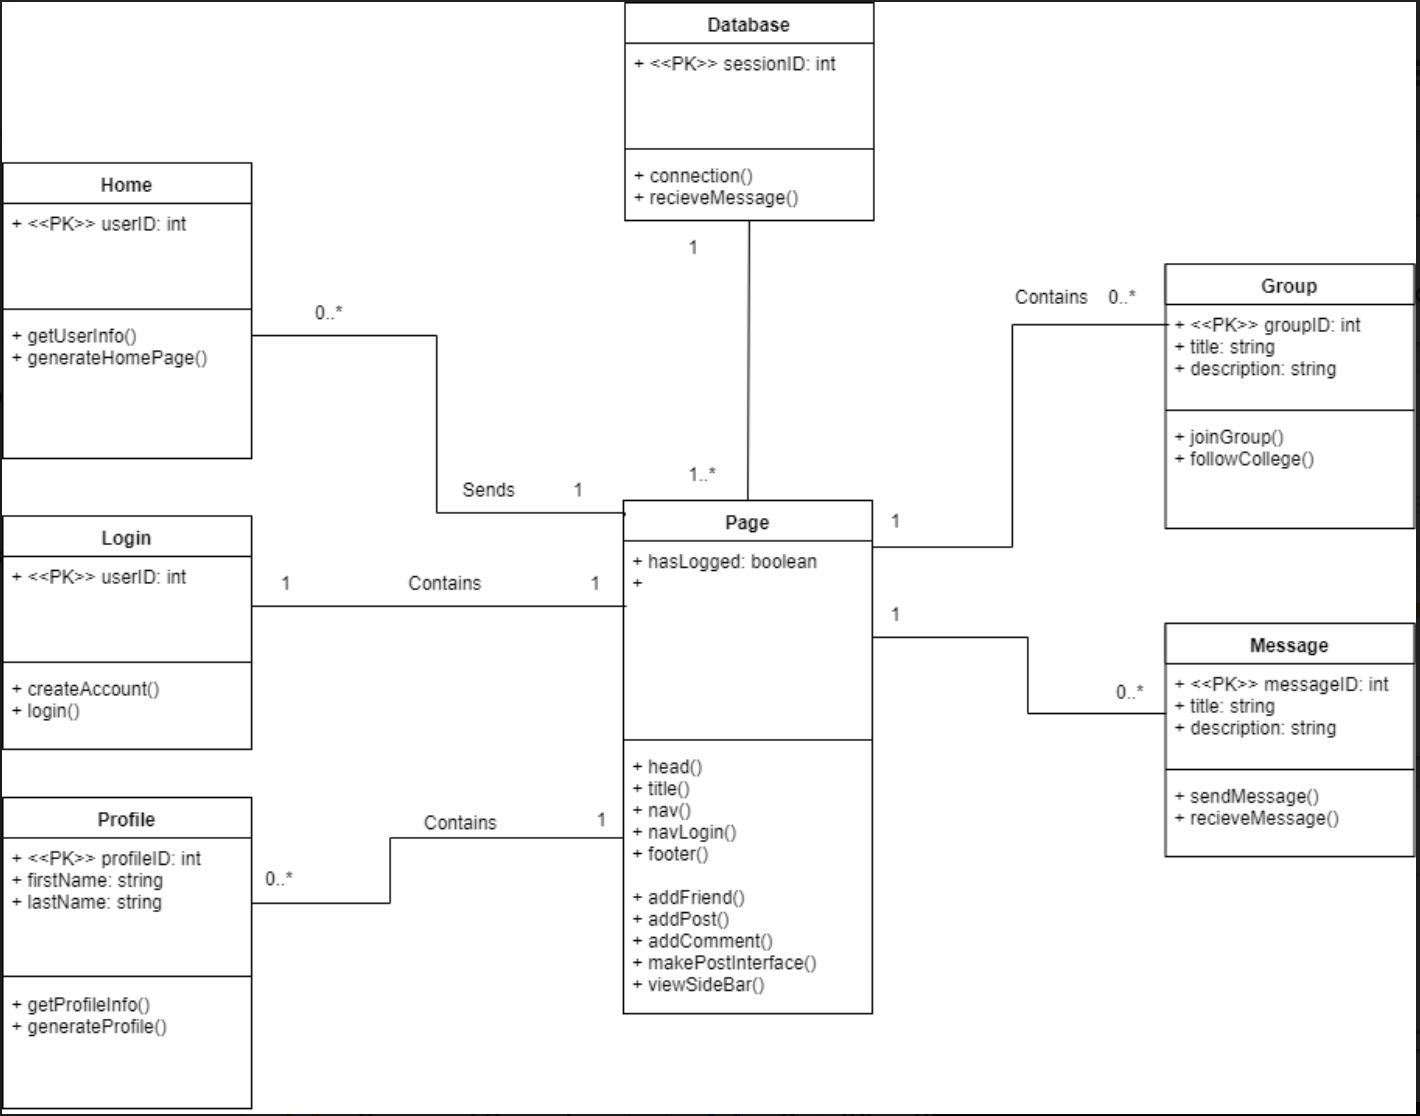 Database
+ <<PK>> sessionID: int
+ connection()
+ recieveMessage()
1
1..*
Home
+ <<PK>> userID: int
+ getUserInfo()
+ generateHomePage()
0..*
Sends
1
Login
+ <<PK>> userID: int
+ createAccount()
+ login()
1
Contains
1
Profile
+ <<PK>> profileID: int
+ firstName: string
+ lastName: string
+ getProfileInfo()
+ generateProfile()
0..*
Contains
1
Page
+ hasLogged: boolean
+
+ head()
+ title()
+ nav()
+ navLogin()
+ footer()
+ addFriend()
+ addPost()
+ addComment()
+ makePostInterface()
+ viewSideBar()
1
Contains
0..*
Group
+ <<PK>> groupID: int
+ title: string
+ description: string
+ joinGroup()
+ followCollege()
1
0..*
Message
+ <<PK>> messageID: int
+ title: string
+ description: string
+ sendMessage()
+ recieveMessage()